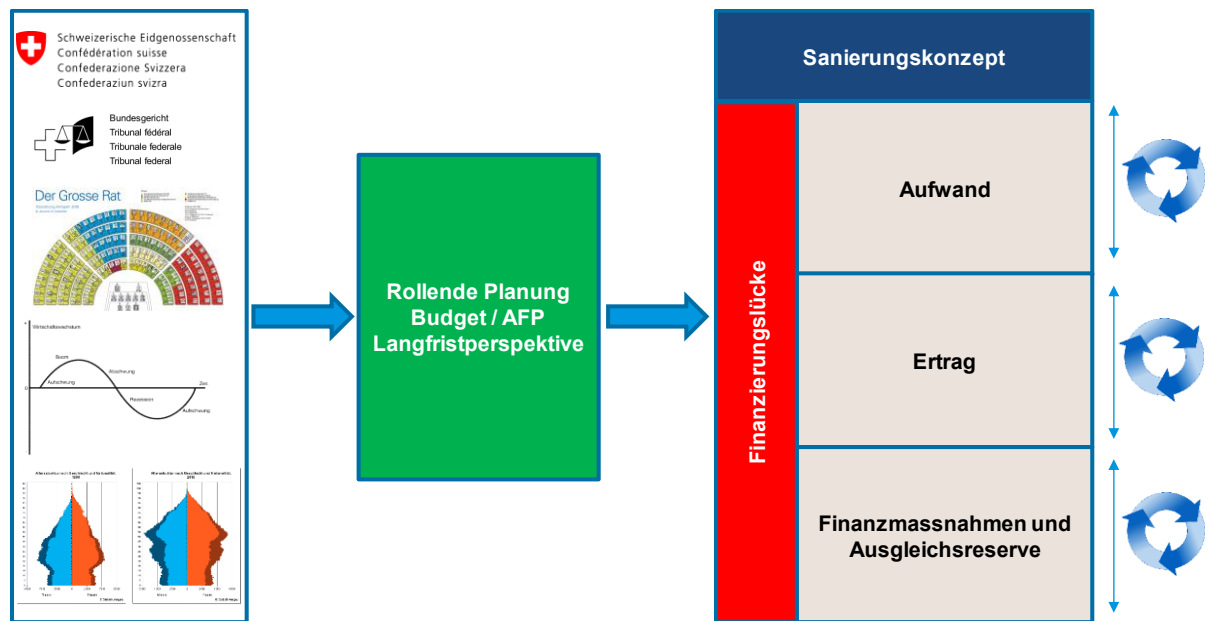 Schweizerische Eidgenossenschaft
Confédération suisse
Confederazione Svizzera
Confederaziun svizra
Bundesgericht
Tribunal fédéral
Tribunale federale
Tribunal federal
Der Grosse Rat
+
Wirtschaftswachstum
Boom
Abschwung
Aufschwung
Zeit
0
Rezession
Aufschwung
Rollende Planung
Budget / AFP
Langfristperspektive
Sanierungskonzept
Finanzierungslücke
Aufwand
Ertrag
Finanzmassnahmen und
Ausgleichsreserve